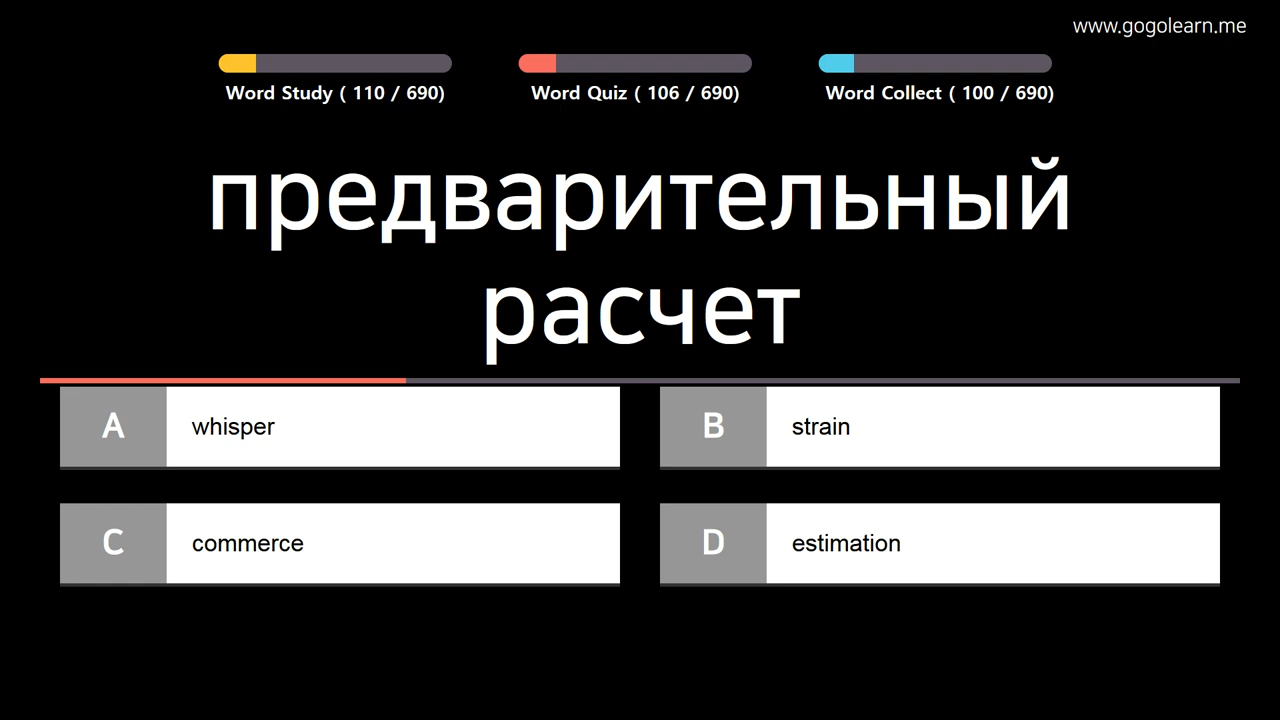 www.gogolearn.me
Word Study ( 110 / 690)
Word Quiz ( 106 / 690)
Word Collect ( 100 / 690)
предварительный
расчет
A whisper
B strain
C commerce
D estimation